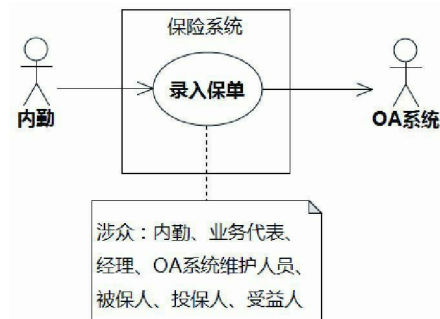 保险系统
录入保单
内勤
OA系统
涉众：内勤、业务代表、
经理、OA系统维护人员、
被保人、投保人、受益人